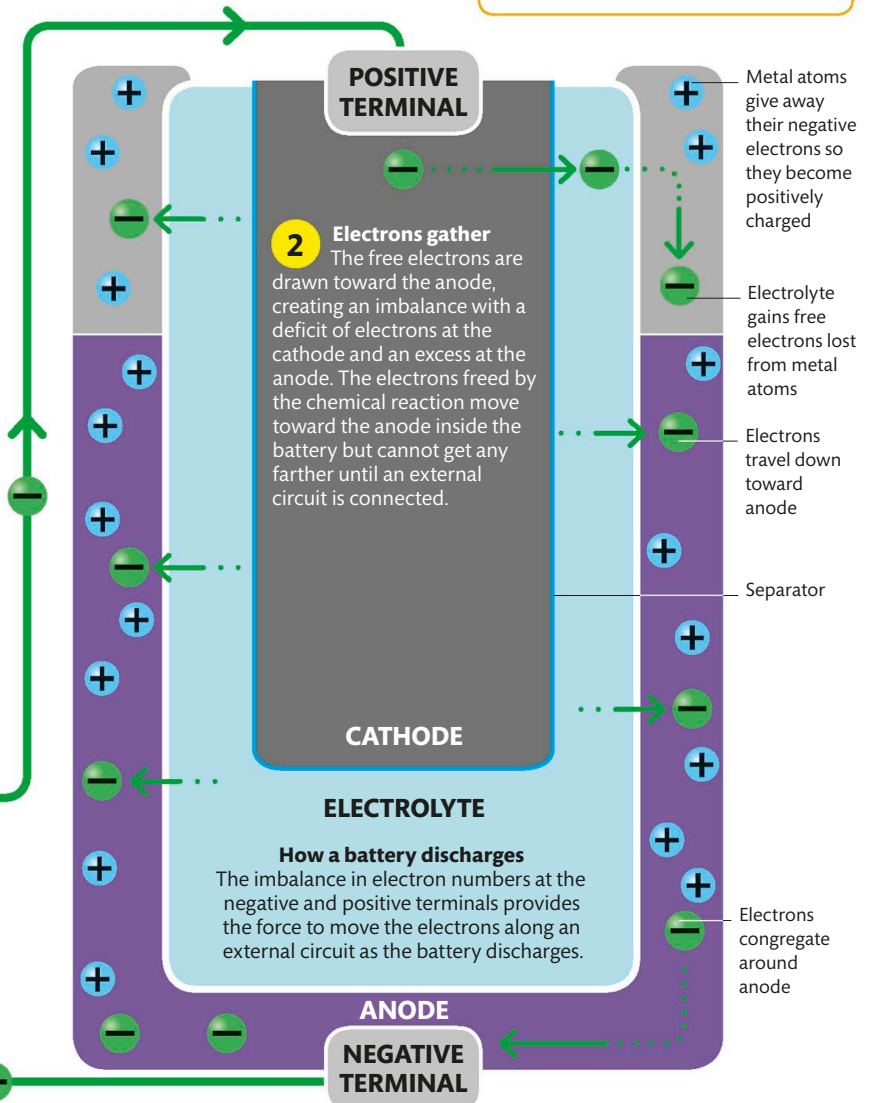 POSITIVE
TERMINAL
Metal atoms
give away
their negative
electrons so
they become
positively
charged
2
Electrons gather
The free electrons are
drawn toward the anode,
creating an imbalance with a
deficit of electrons at the
cathode and an excess at the
anode. The electrons freed by
the chemical reaction move
toward the anode inside the
battery but cannot get any
farther until an external
circuit is connected.
Electrolyte
gains free
electrons lost
from metal
atoms
Electrons
travel down
toward
anode
Separator
CATHODE
ELECTROLYTE
How a battery discharges
The imbalance in electron numbers at the
negative and positive terminals provides
the force to move the electrons along an
external circuit as the battery discharges.
Electrons
congregate
around
anode
ANODE
NEGATIVE
TERMINAL